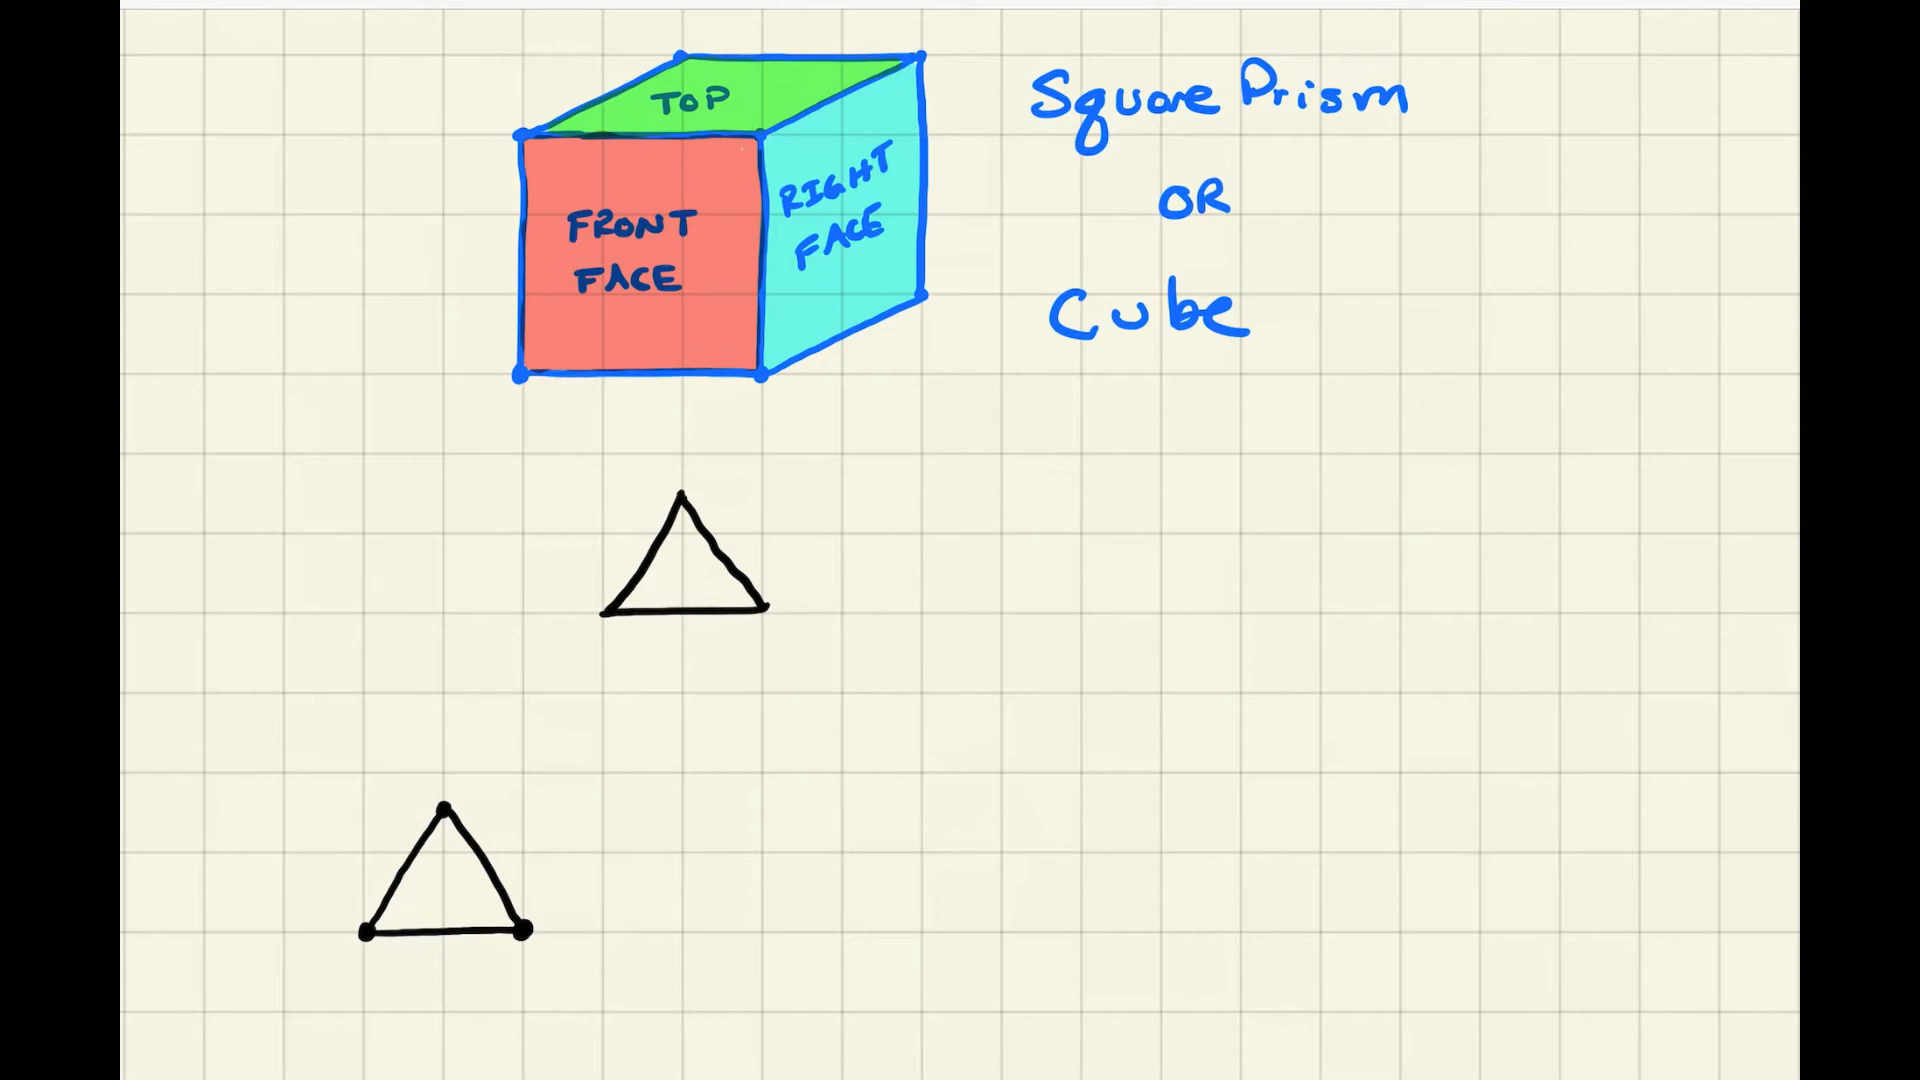 TOP
FRONT
FACE
RIGHT
FACE
Square Prism
OR
Cube